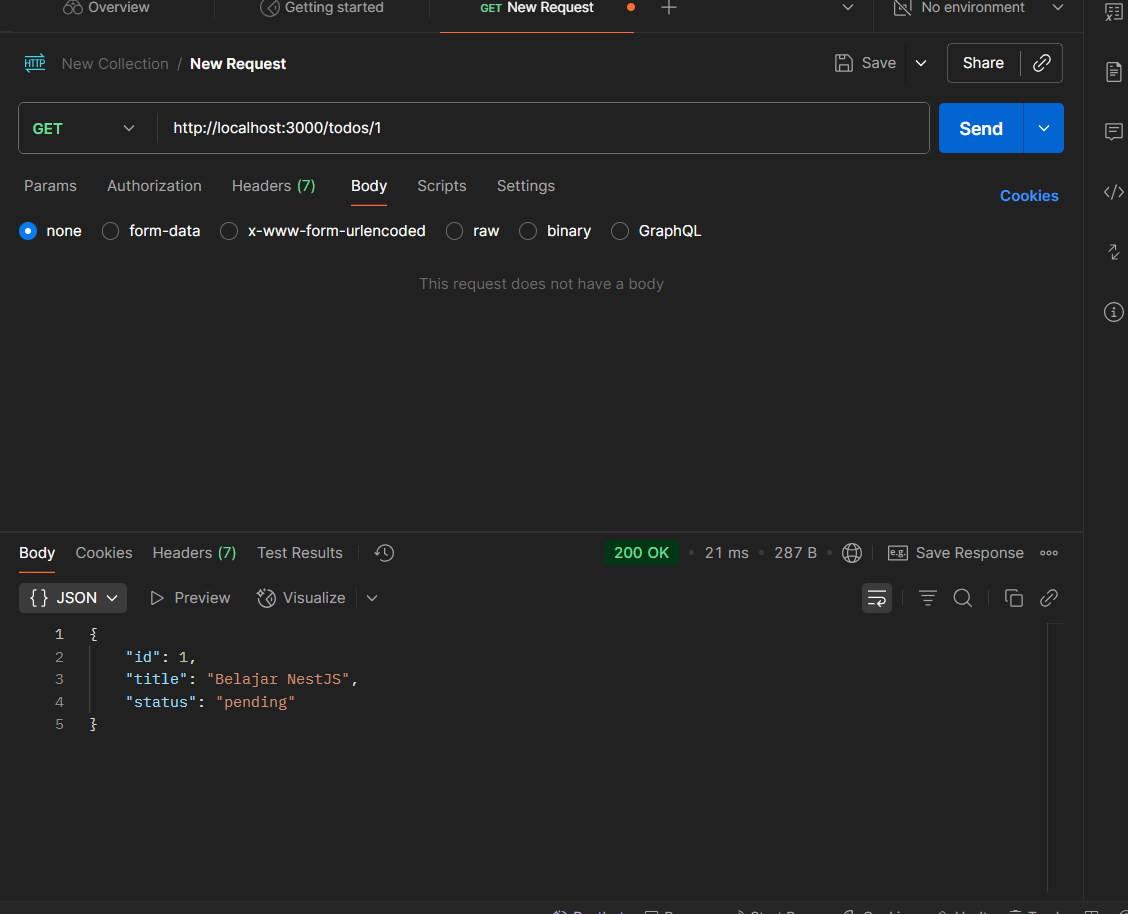 Overview Getting started GET New Request No environment
New Collection / New Request Save Share
GET http://localhost:3000/todos/1 Send
Params Authorization Headers (7) Body Scripts Settings Cookies
none form-data x-www-form-urlencoded raw binary GraphQL
This request does not have a body
Body Cookies Headers (7) Test Results 200 OK • 21 ms • 287 B • e.g. Save Response
{} JSON Preview Visualize
1 {
2 "id": 1,
3 "title": "Belajar NestJS",
4 "status": "pending"
5 }